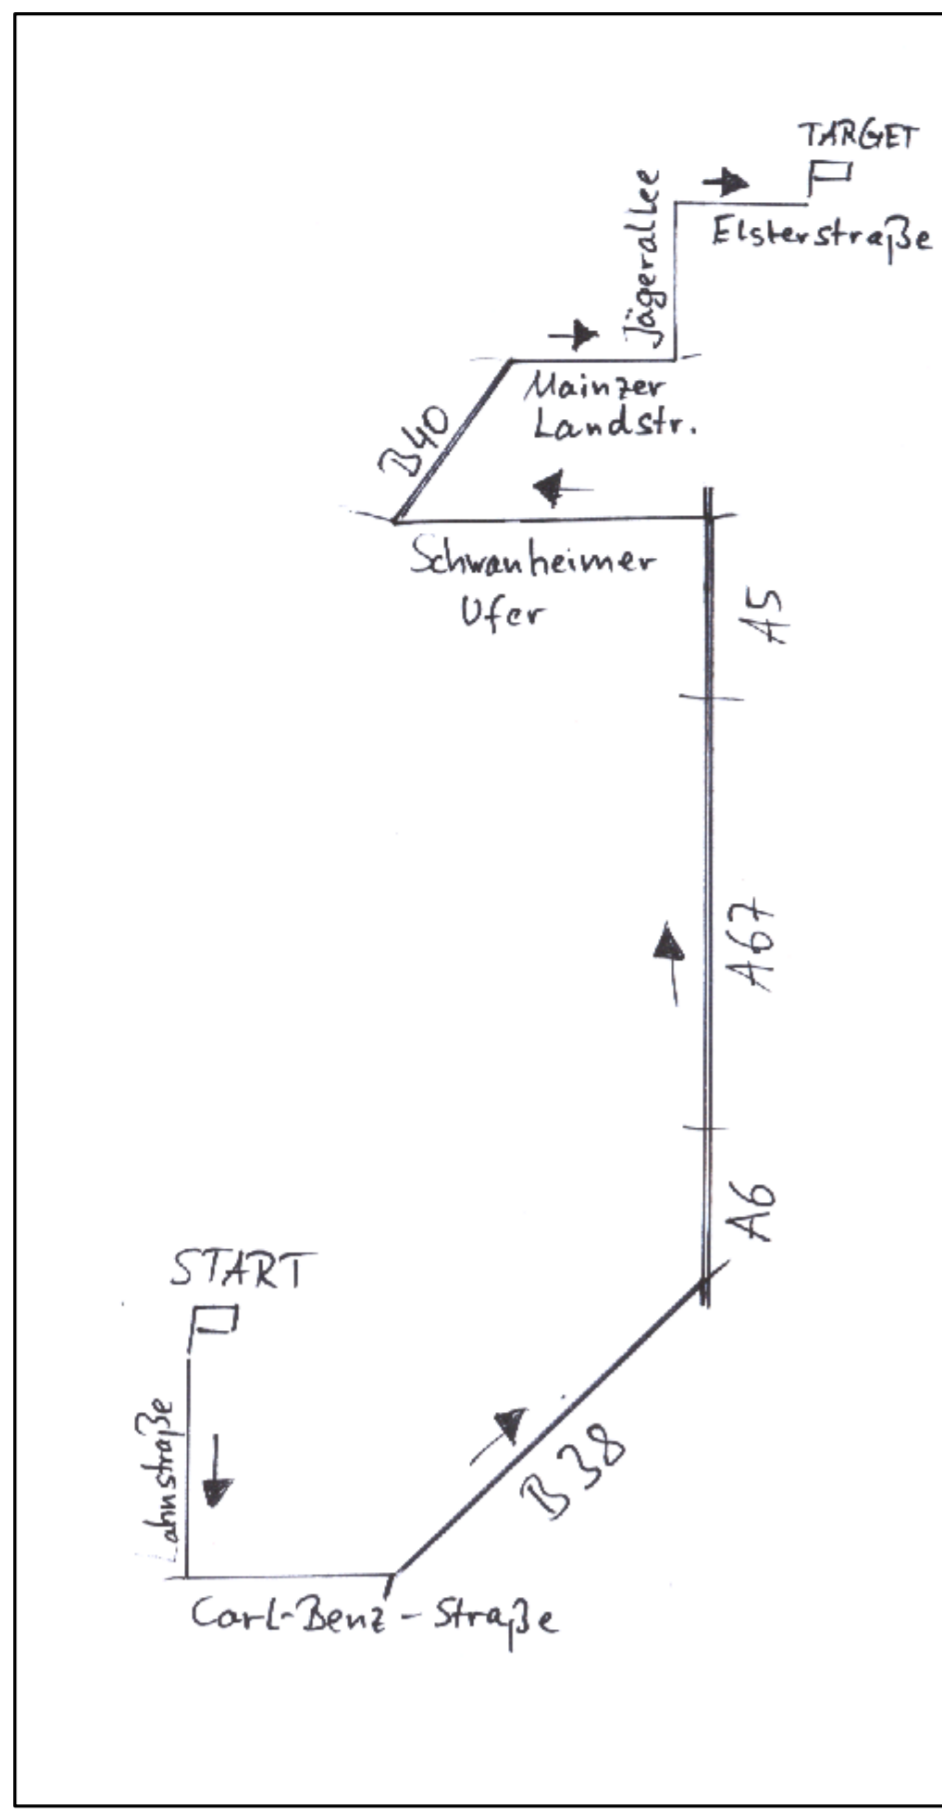 TARGET
Elsterstraße
Jägerallee
Mainzer
Landstr.
B40
Schwanheimer
Ufer
A5
A67
A6
START
Lahnstraße
B38
Carl-Benz-Straße